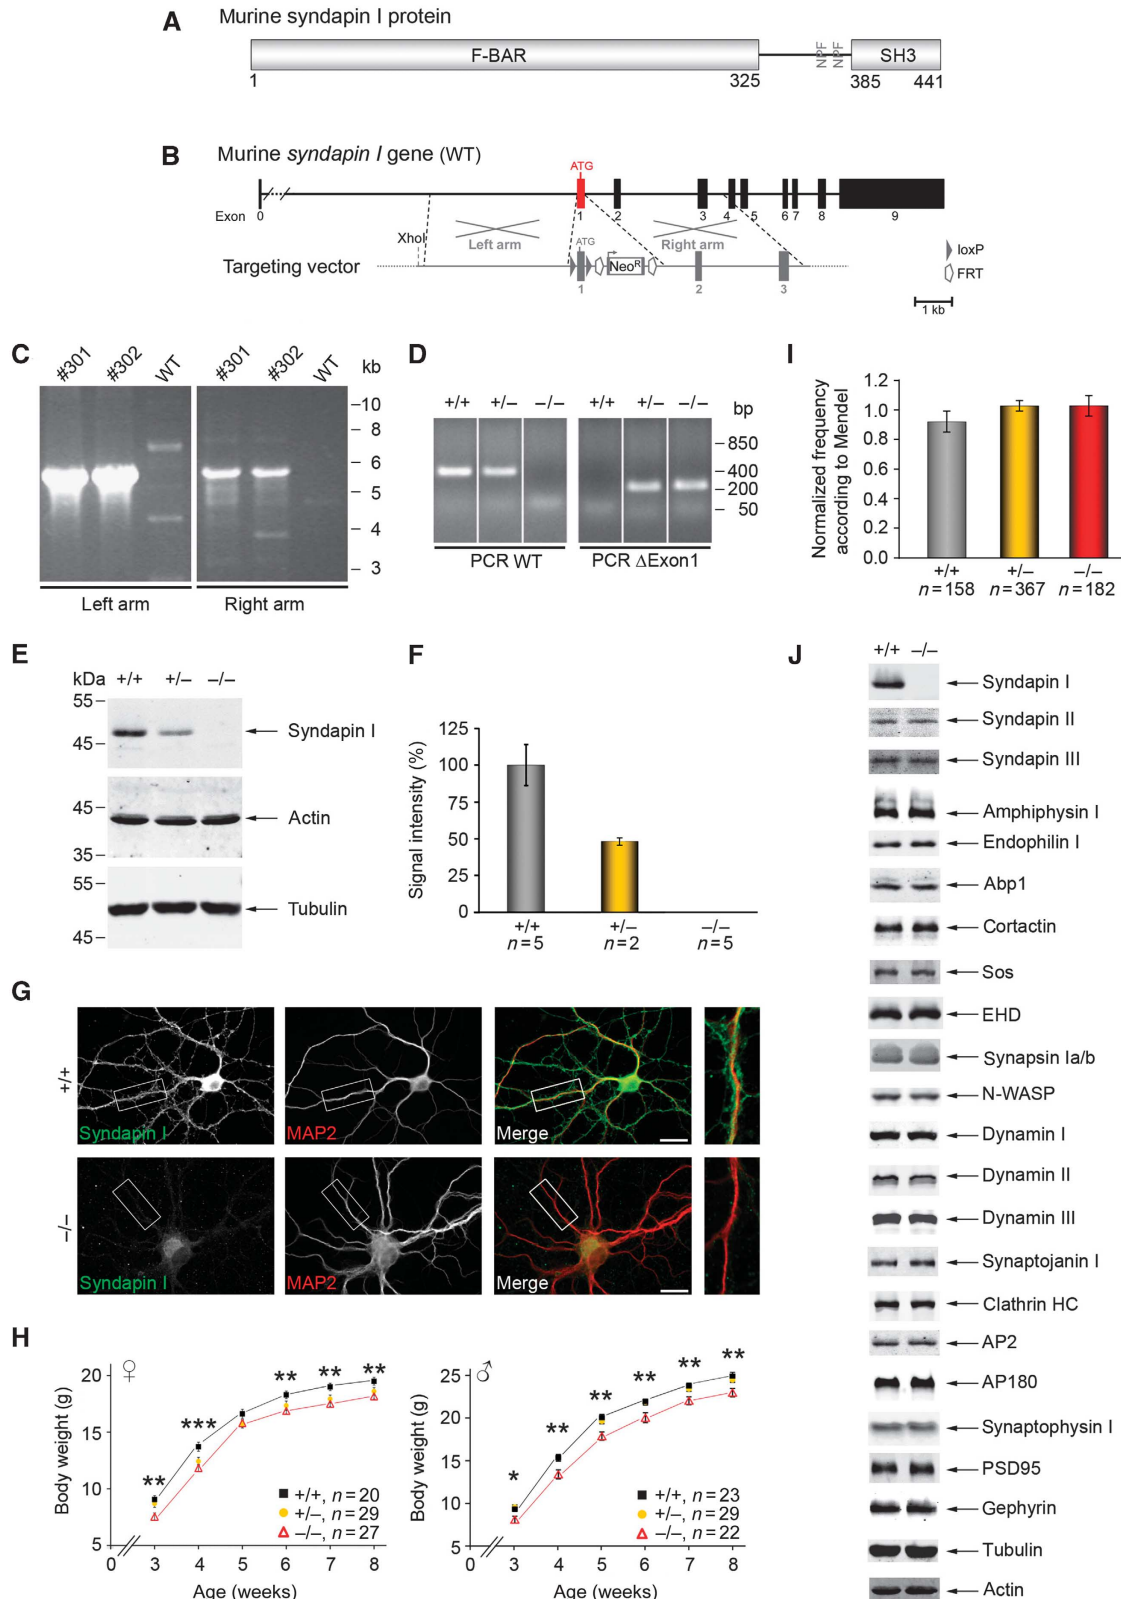 A
Murine syndapin I protein
F-BAR
NPF
NPF
SH3
1
325
385
441
B
Murine syndapin I gene (WT)
ATG
Exon
0
1
2
3
4
5
6
7
8
9
XhoI
Left arm
ATG
Right arm
Targeting vector
Neo^R
1
2
3
loxP
FRT
1 kb
C
#301
#302
WT
#301
#302
WT
kb
10
8
6
5
4
3
Left arm
Right arm
D
+/+
+/–
–/–
+/+
+/–
–/–
bp
850
400
200
50
PCR WT
PCR ΔExon1
I
Normalized frequency
according to Mendel
1.2
1.0
0.8
0.6
0.4
0.2
0.0
+/+
+/–
–/–
n=158
n=367
n=182
E
kDa
+/+
+/–
–/–
55
45
Syndapin I
45
35
Actin
55
45
Tubulin
F
Signal intensity (%)
125
100
75
50
25
0
+/+
+/–
–/–
n=5
n=2
n=5
G
+/+
Syndapin I
MAP2
Merge
–/–
Syndapin I
MAP2
Merge
H
♀
Body weight (g)
20
15
10
5
**
***
**
**
**
+/+, n=20
+/–, n=29
–/–, n=27
0
3
4
5
6
7
8
Age (weeks)
♂
Body weight (g)
25
20
15
10
5
*
**
**
**
**
**
+/+, n=23
+/–, n=29
–/–, n=22
0
3
4
5
6
7
8
Age (weeks)
J
+/+
–/–
Syndapin I
Syndapin II
Syndapin III
Amphiphysin I
Endophilin I
Abp1
Cortactin
Sos
EHD
Synapsin Ia/b
N-WASP
Dynamin I
Dynamin II
Dynamin III
Synaptojanin I
Clathrin HC
AP2
AP180
Synaptophysin I
PSD95
Gephyrin
Tubulin
Actin